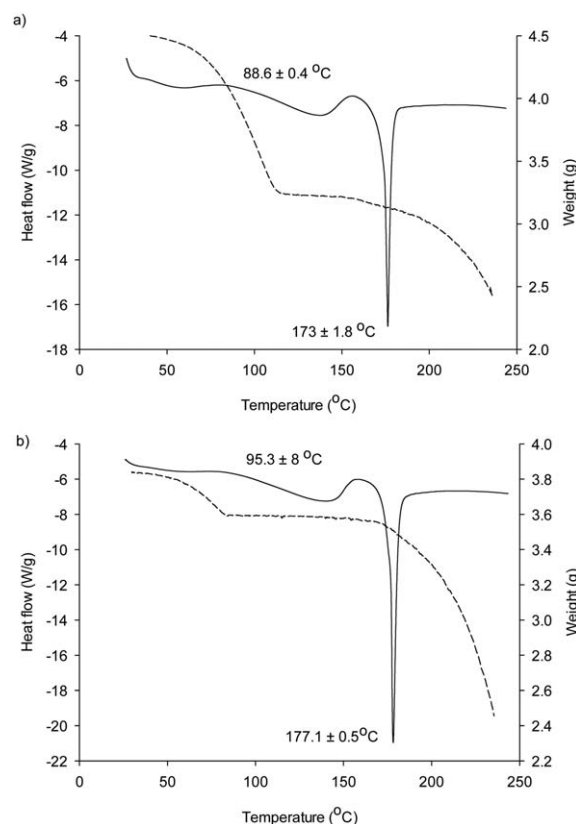 a)
-4
-6
-8
-10
-12
-14
-16
-18
Heat flow (W/g)
4.5
4.0
3.5
3.0
2.5
2.0
Weight (g)
88.6 ± 0.4 °C
173 ± 1.8 °C
0 50 100 150 200 250
Temperature (°C)
b)
-4
-6
-8
-10
-12
-14
-16
-18
-20
-22
Heat flow (W/g)
4.0
3.8
3.6
3.4
3.2
3.0
2.8
2.6
2.4
2.2
Weight (g)
95.3 ± 8 °C
177.1 ± 0.5°C
0 50 100 150 200 250
Temperature (°C)